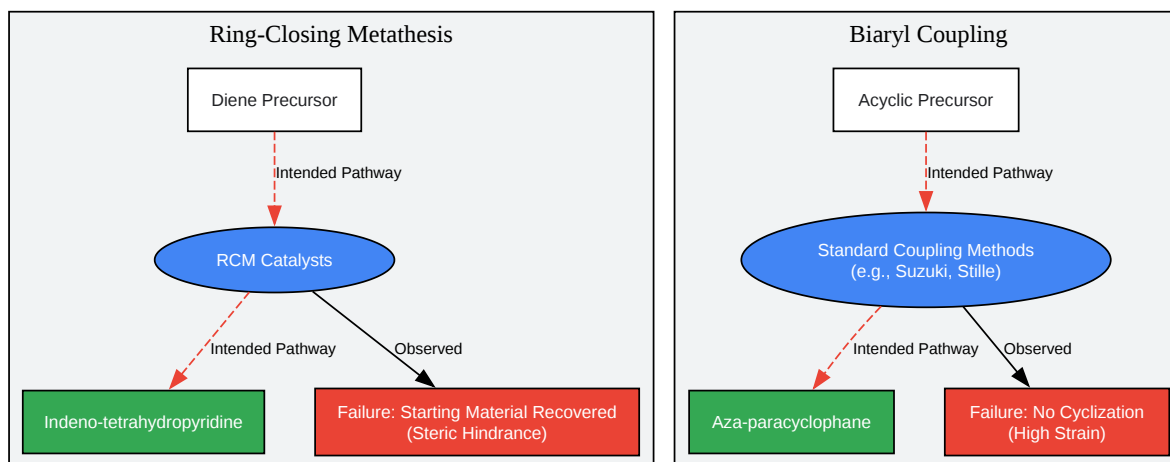 Ring-Closing Metathesis
Diene Precursor
Intended Pathway
RCM Catalysts
Intended Pathway
Observed
Indeno-tetrahydropyridine
Failure: Starting Material Recovered
(Steric Hindrance)
Biaryl Coupling
Acyclic Precursor
Intended Pathway
Standard Coupling Methods
(e.g., Suzuki, Stille)
Intended Pathway
Observed
Aza-paracyclophane
Failure: No Cyclization
(High Strain)